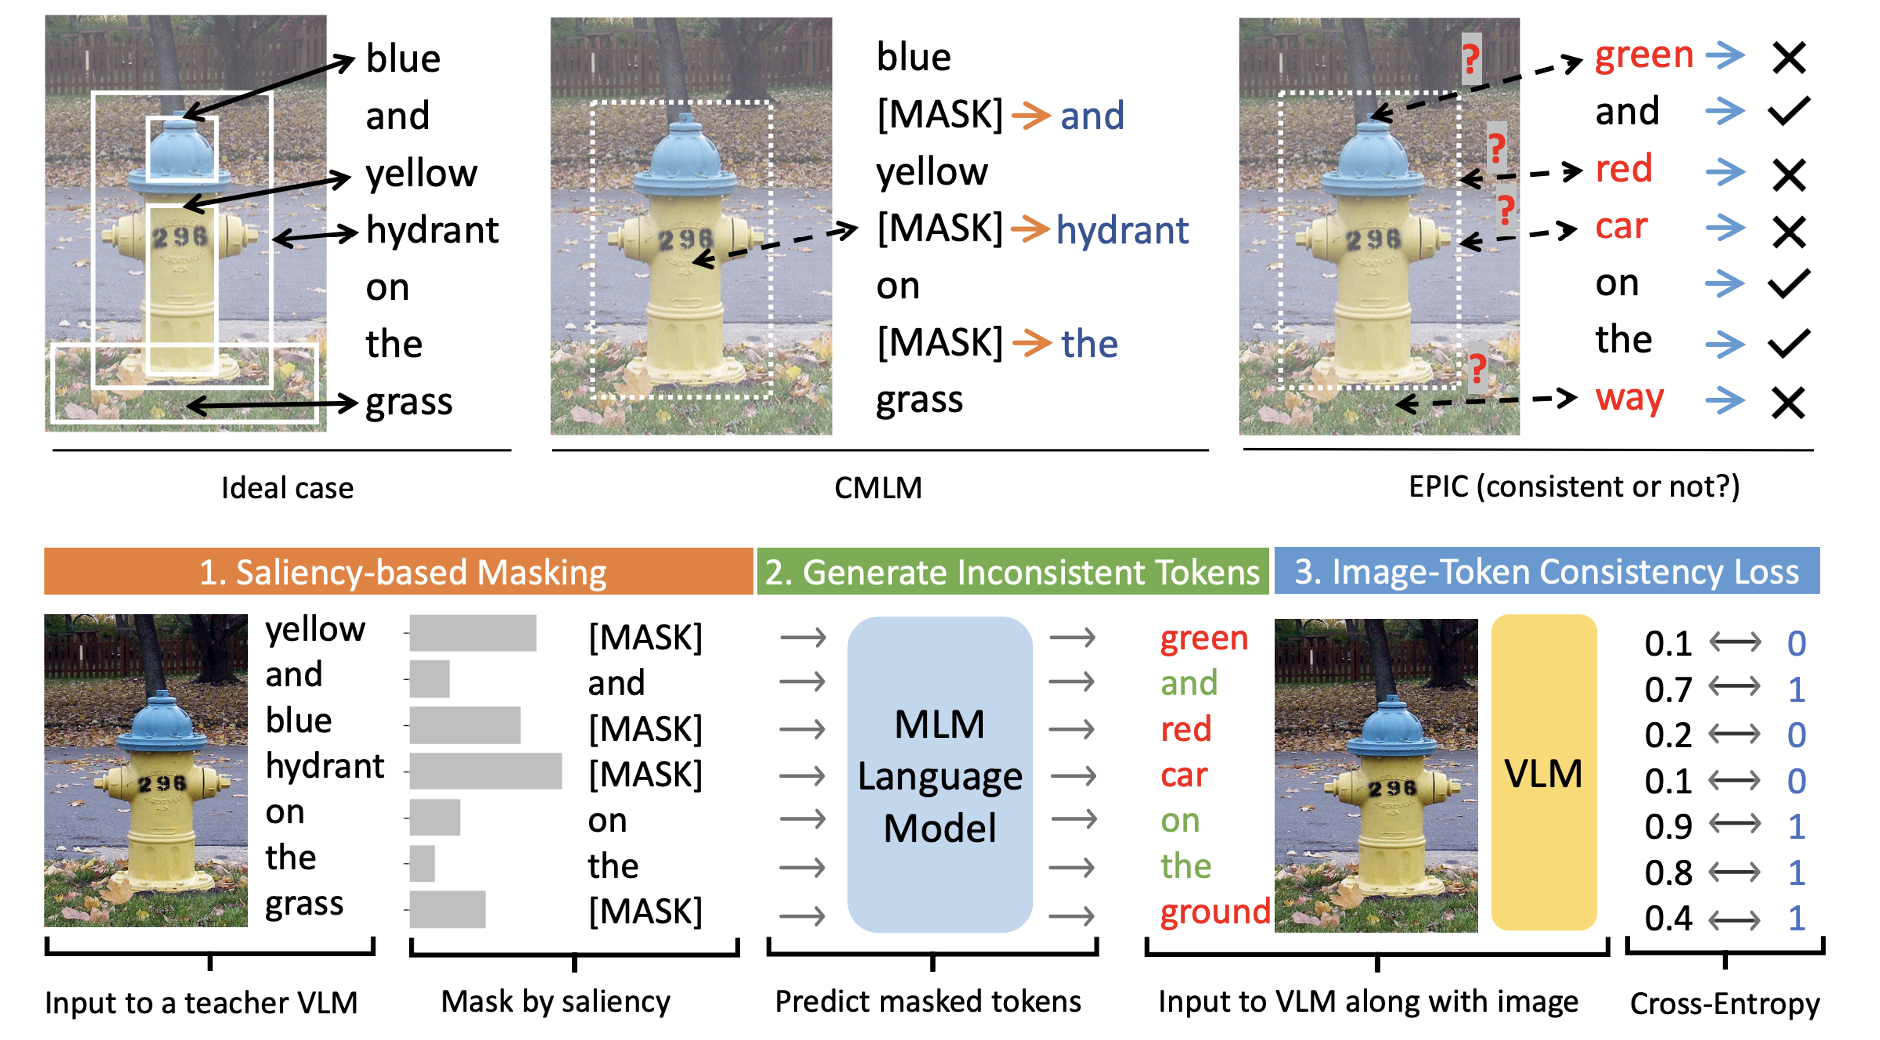 blue
and
yellow
hydrant
on
the
grass
296
Ideal case
blue
[MASK] and
yellow
[MASK] hydrant
on
[MASK] the
grass
296
CMLM
? green
and
? red
? car
on
the
? way
296
EPIC (consistent or not?)
1. Saliency-based Masking
2. Generate Inconsistent Tokens
3. Image-Token Consistency Loss
yellow [MASK] green 0.1 0
and and and 0.7 1
blue [MASK] red 0.2 0
hydrant [MASK] car 0.1 0
on on on 0.9 1
the the the 0.8 1
grass [MASK] ground 0.4 1
296
MLM
Language
Model
296
VLM
Input to a teacher VLM
Mask by saliency
Predict masked tokens
Input to VLM along with image
Cross-Entropy